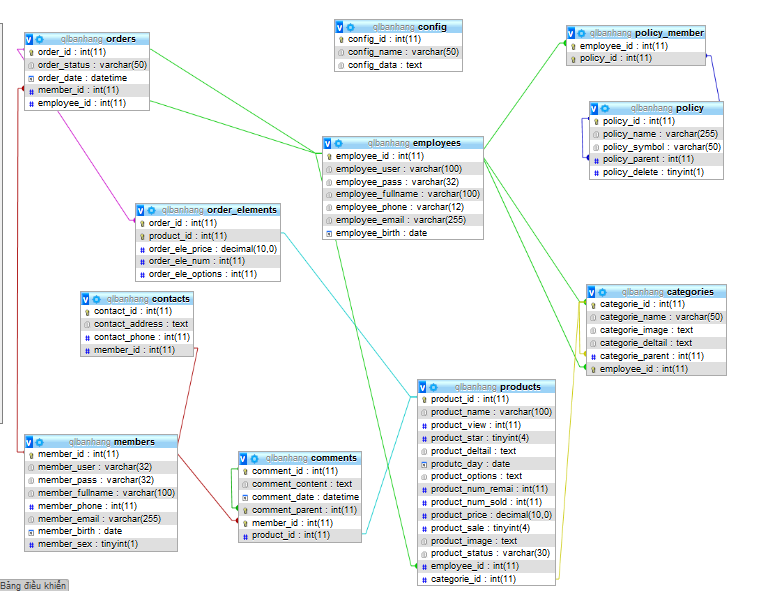 qlbanhang orders
order_id : int(11)
order_status : varchar(50)
order_date : datetime
member_id : int(11)
employee_id : int(11)
qlbanhang config
config_id : int(11)
config_name : varchar(50)
config_data : text
qlbanhang policy_member
employee_id : int(11)
policy_id : int(11)
qlbanhang policy
policy_id : int(11)
policy_name : varchar(255)
policy_symbol : varchar(50)
policy_parent : int(11)
policy_delete : tinyint(1)
qlbanhang employees
employee_id : int(11)
employee_user : varchar(100)
employee_pass : varchar(32)
employee_fullname : varchar(100)
employee_phone : varchar(12)
employee_email : varchar(255)
employee_birth : date
qlbanhang order_elements
order_id : int(11)
product_id : int(11)
order_ele_price : decimal(10,0)
order_ele_num : int(11)
order_ele_options : int(11)
qlbanhang contacts
contact_id : int(11)
contact_address : text
contact_phone : int(11)
member_id : int(11)
qlbanhang categories
categorie_id : int(11)
categorie_name : varchar(50)
categorie_image : text
categorie_deltail : text
categorie_parent : int(11)
employee_id : int(11)
qlbanhang products
product_id : int(11)
product_name : varchar(100)
product_view : int(11)
product_star : tinyint(4)
product_deltail : text
produtc_day : date
product_options : text
product_num_remai : int(11)
product_num_sold : int(11)
product_price : decimal(10,0)
product_sale : tinyint(4)
product_image : text
product_status : varchar(30)
employee_id : int(11)
categorie_id : int(11)
qlbanhang members
member_id : int(11)
member_user : varchar(32)
member_pass : varchar(32)
member_fullname : varchar(100)
member_phone : int(11)
member_email : varchar(255)
member_birth : date
member_sex : tinyint(1)
qlbanhang comments
comment_id : int(11)
comment_content : text
comment_date : datetime
comment_parent : int(11)
member_id : int(11)
product_id : int(11)
Bảng điều khiển